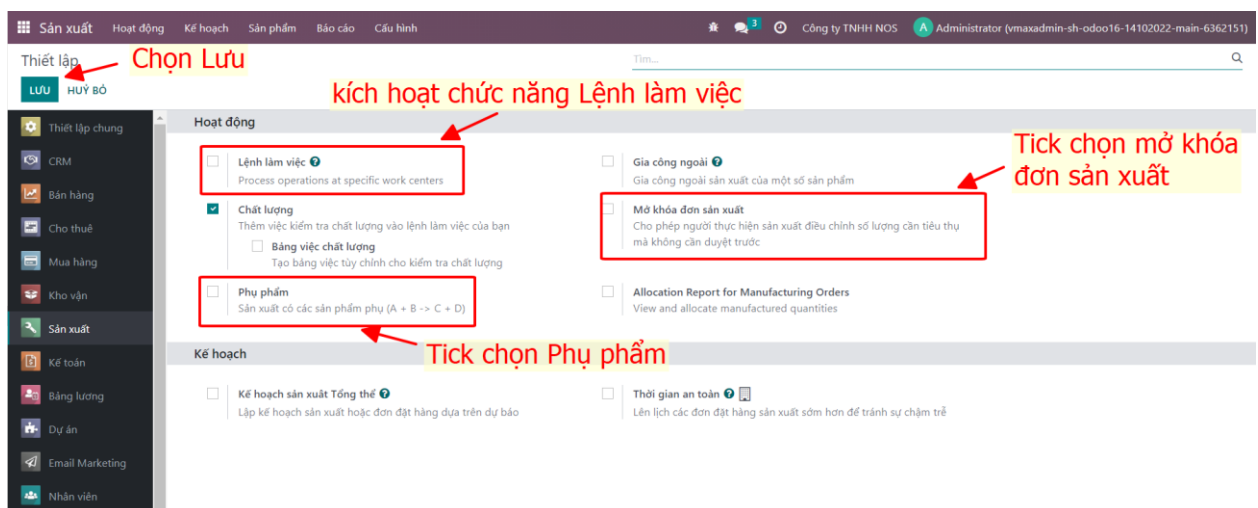 Sản xuất Hoạt động Kế hoạch Sản phẩm Báo cáo Cấu hình 3 Công ty TNHH NOS A Administrator (vmaxadmin-sh-odoo16-14102022-main-6362151)
Thiết lập Chọn Lưu Tìm...
LƯU HUỶ BỎ
kích hoạt chức năng Lệnh làm việc
Thiết lập chung
CRM
Bán hàng
Cho thuê
Mua hàng
Kho vận
Sản xuất
Kế toán
Bảng lương
Dự án
Email Marketing
Nhân viên
Hoạt động
Lệnh làm việc ?
Process operations at specific work centers
Gia công ngoài ?
Gia công ngoài sản xuất của một số sản phẩm
Tick chọn mở khóa
đơn sản xuất
Chất lượng
Thêm việc kiểm tra chất lượng vào lệnh làm việc của bạn
Bảng việc chất lượng
Tạo bảng việc tùy chỉnh cho kiểm tra chất lượng
Mở khóa đơn sản xuất
Cho phép người thực hiện sản xuất điều chỉnh số lượng cần tiêu thụ
mà không cần duyệt trước
Phụ phẩm
Sản xuất có các sản phẩm phụ (A + B -> C + D)
Allocation Report for Manufacturing Orders
View and allocate manufactured quantities
Tick chọn Phụ phẩm
Kế hoạch
Kế hoạch sản xuât Tổng thể ?
Lập kế hoạch sản xuất hoặc đơn đặt hàng dựa trên dự báo
Thời gian an toàn ?
Lên lịch các đơn đặt hàng sản xuất sớm hơn để tránh sự chậm trễ